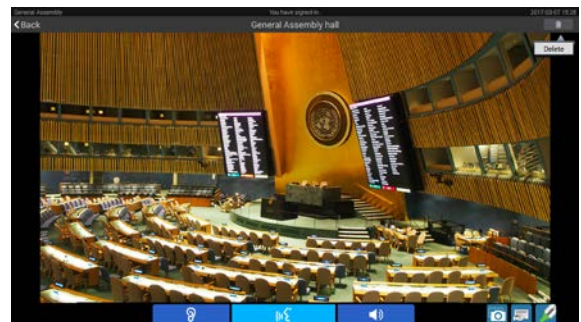 General Assembly
You have signed-in
2017-03-07 15:28
Back
General Assembly hall
Delete